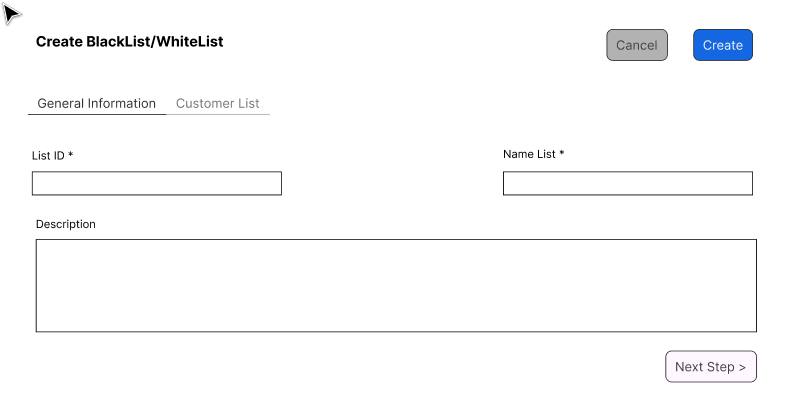 Create BlackList/WhiteList
Cancel
Create
General Information
Customer List
List ID *
Name List *
Description
Next Step >